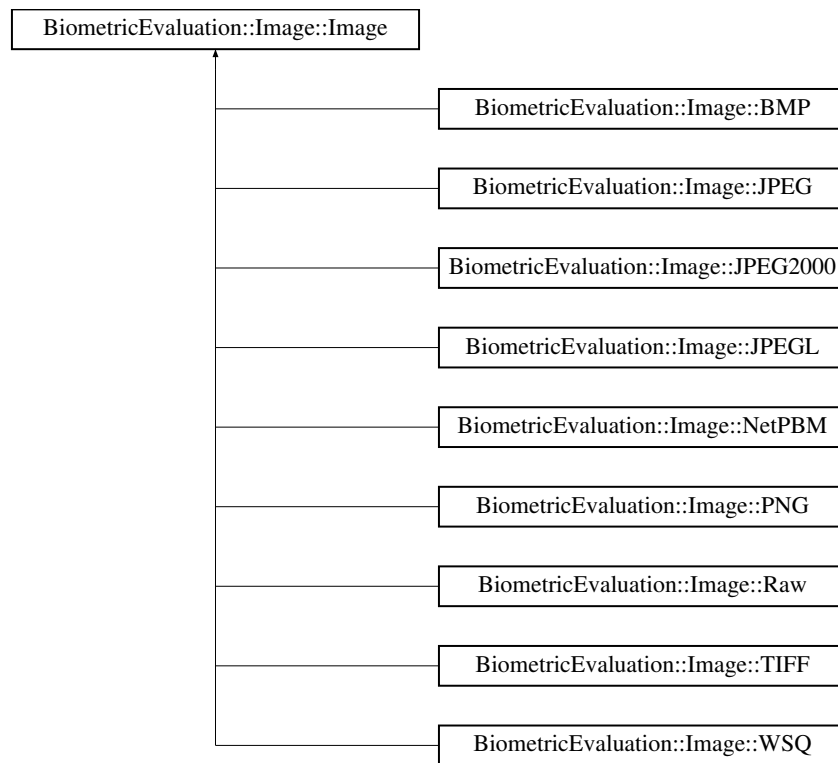 BiometricEvaluation::Image::Image
BiometricEvaluation::Image::BMP
BiometricEvaluation::Image::JPEG
BiometricEvaluation::Image::JPEG2000
BiometricEvaluation::Image::JPEGL
BiometricEvaluation::Image::NetPBM
BiometricEvaluation::Image::PNG
BiometricEvaluation::Image::Raw
BiometricEvaluation::Image::TIFF
BiometricEvaluation::Image::WSQ